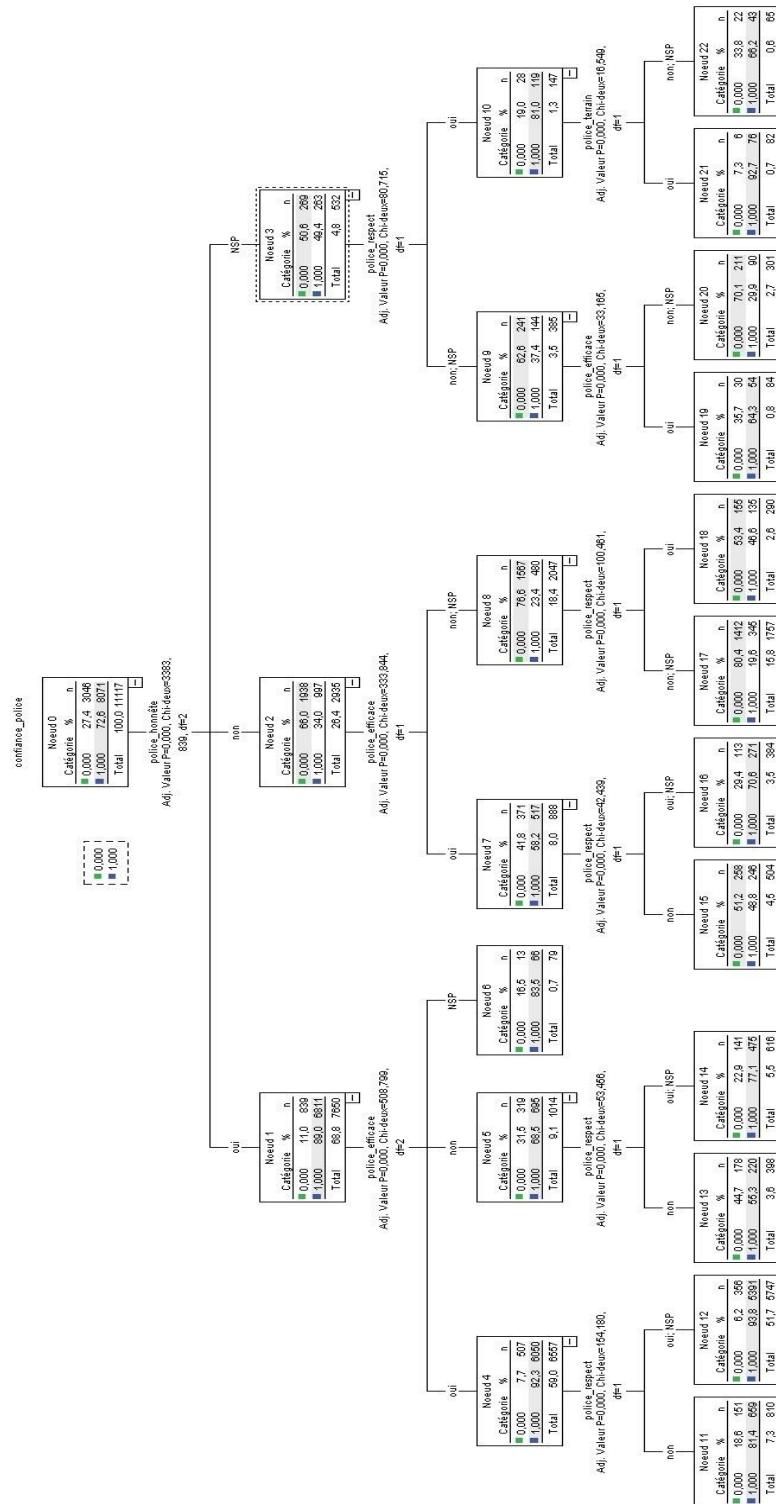 confiance_police
0,000
1,000
Noeud 0
Catégorie % n
0,000 27,4 3046
1,000 72,6 8071
Total 100,0 11117
police_honnête
Adj. Valeur P=0,000, Chi-deux=3383,
839, df=2
oui
non
NSP
Noeud 1
Catégorie % n
0,000 11,0 839
1,000 89,0 6811
Total 68,8 7650
police_efficace
Adj. Valeur P=0,000, Chi-deux=508,799,
df=2
Noeud 2
Catégorie % n
0,000 66,0 1938
1,000 34,0 997
Total 26,4 2935
police_efficace
Adj. Valeur P=0,000, Chi-deux=333,844,
df=1
Noeud 3
Catégorie % n
0,000 50,6 269
1,000 49,4 263
Total 4,8 532
police_respect
Adj. Valeur P=0,000, Chi-deux=80,715,
df=1
oui
non
NSP
oui
non; NSP
non; NSP
oui
Noeud 4
Catégorie % n
0,000 7,7 507
1,000 92,3 6050
Total 59,0 6557
police_respect
Adj. Valeur P=0,000, Chi-deux=154,180,
df=1
Noeud 5
Catégorie % n
0,000 31,5 319
1,000 68,5 695
Total 9,1 1014
police_respect
Adj. Valeur P=0,000, Chi-deux=53,466,
df=1
Noeud 6
Catégorie % n
0,000 16,5 13
1,000 83,5 66
Total 0,7 79
Noeud 7
Catégorie % n
0,000 41,8 371
1,000 58,2 517
Total 8,0 888
police_respect
Adj. Valeur P=0,000, Chi-deux=42,439,
df=1
Noeud 8
Catégorie % n
0,000 76,6 1567
1,000 23,4 480
Total 18,4 2047
police_respect
Adj. Valeur P=0,000, Chi-deux=100,461,
df=1
Noeud 9
Catégorie % n
0,000 62,6 241
1,000 37,4 144
Total 3,5 385
police_efficace
Adj. Valeur P=0,000, Chi-deux=33,165,
df=1
Noeud 10
Catégorie % n
0,000 19,0 28
1,000 81,0 119
Total 1,3 147
police_terrain
Adj. Valeur P=0,000, Chi-deux=16,549,
df=1
non
oui; NSP
non
oui; NSP
non
oui; NSP
non; NSP
oui
oui
non; NSP
oui
non; NSP
Noeud 11
Catégorie % n
0,000 18,6 151
1,000 81,4 659
Total 7,3 810
Noeud 12
Catégorie % n
0,000 6,2 356
1,000 93,8 5391
Total 51,7 5747
Noeud 13
Catégorie % n
0,000 44,7 178
1,000 55,3 220
Total 3,6 398
Noeud 14
Catégorie % n
0,000 22,9 141
1,000 77,1 475
Total 5,5 616
Noeud 15
Catégorie % n
0,000 51,2 258
1,000 48,8 246
Total 4,5 504
Noeud 16
Catégorie % n
0,000 29,4 113
1,000 70,6 271
Total 3,5 384
Noeud 17
Catégorie % n
0,000 80,4 1412
1,000 19,6 345
Total 15,8 1757
Noeud 18
Catégorie % n
0,000 53,4 155
1,000 46,6 135
Total 2,6 290
Noeud 19
Catégorie % n
0,000 35,7 30
1,000 64,3 54
Total 0,8 84
Noeud 20
Catégorie % n
0,000 70,1 211
1,000 29,9 90
Total 2,7 301
Noeud 21
Catégorie % n
0,000 7,3 6
1,000 92,7 76
Total 0,7 82
Noeud 22
Catégorie % n
0,000 33,8 22
1,000 66,2 43
Total 0,6 65